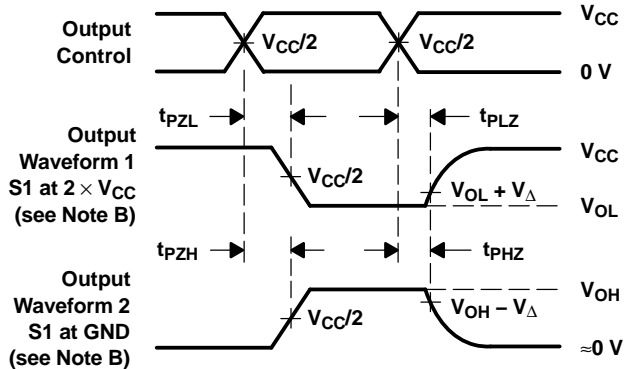 Output
Control
V_CC/2
V_CC/2
V_CC
0 V
t_PZL
t_PLZ
Output
Waveform 1
S1 at 2 × V_CC
(see Note B)
V_CC/2
V_CC
V_OL + V_Δ
V_OL
t_PZH
t_PHZ
Output
Waveform 2
S1 at GND
(see Note B)
V_CC/2
V_OH
V_OH – V_Δ
≈0 V